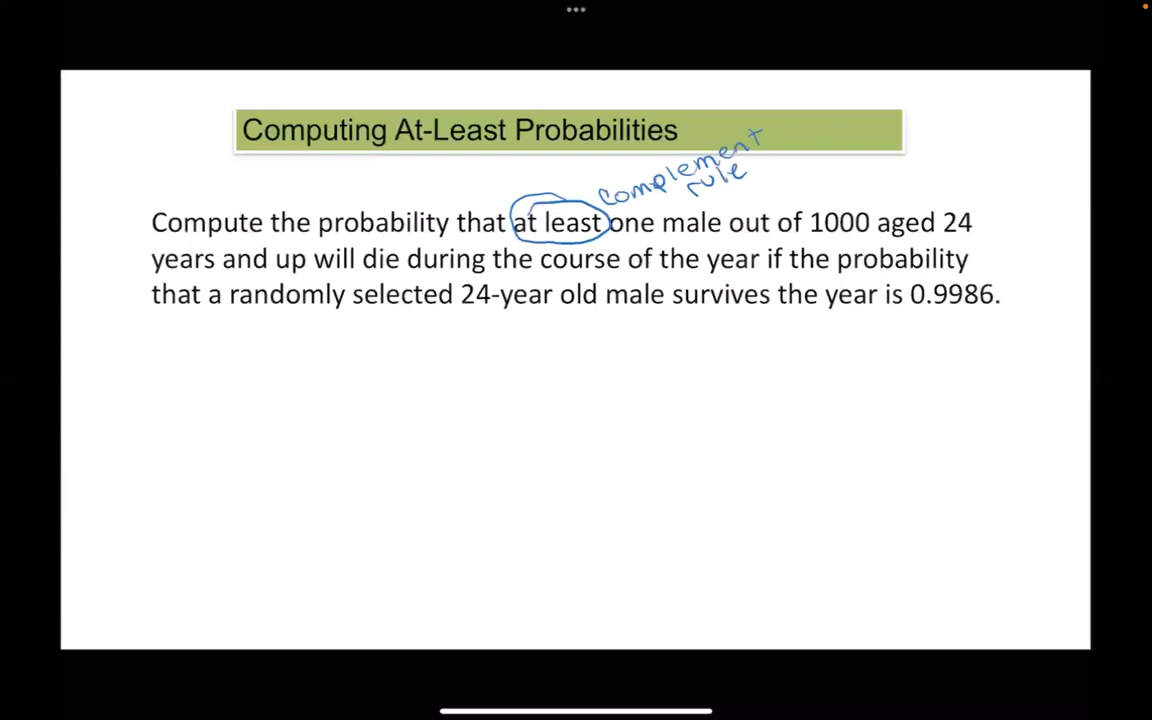 Computing At-Least Probabilities
complement
rule
Compute the probability that at least one male out of 1000 aged 24
years and up will die during the course of the year if the probability
that a randomly selected 24-year old male survives the year is 0.9986.